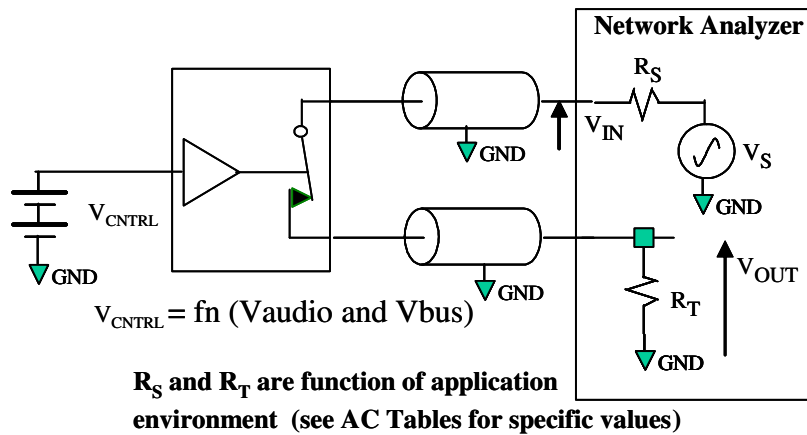 Network Analyzer
R_S
V_IN
GND
V_S
GND
V_CNTRL
GND
GND
V_OUT
R_T
GND
V_CNTRL = fn (Vaudio and Vbus)
R_S and R_T are function of application
environment (see AC Tables for specific values)